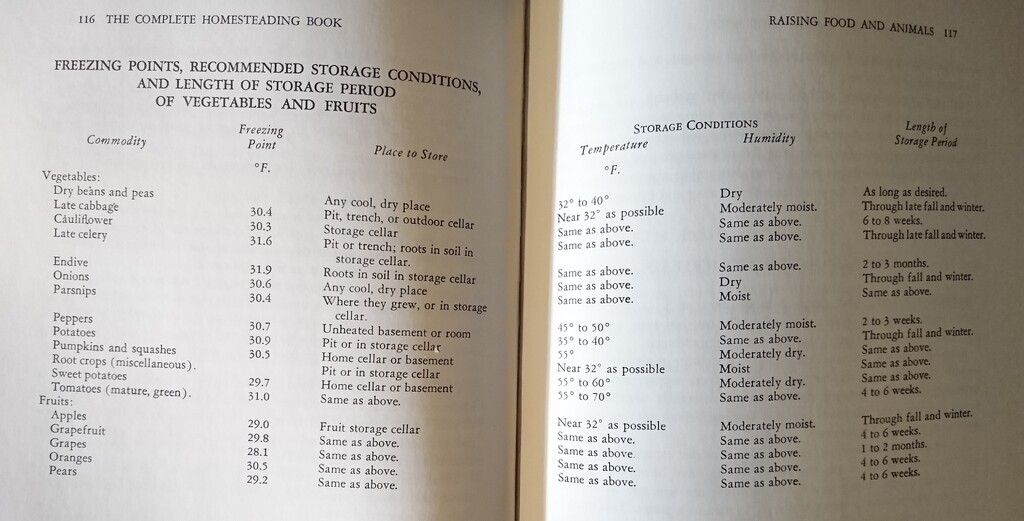 116 THE COMPLETE HOMESTEADING BOOK
FREEZING POINTS, RECOMMENDED STORAGE CONDITIONS,
AND LENGTH OF STORAGE PERIOD
OF VEGETABLES AND FRUITS
Commodity Freezing Point Place to Store
°F.
Vegetables:
Dry beans and peas Any cool, dry place
Late cabbage 30.4 Pit, trench, or outdoor cellar
Cauliflower 30.3 Storage cellar
Late celery 31.6 Pit or trench; roots in soil in
storage cellar.
Endive 31.9 Roots in soil in storage cellar
Onions 30.6 Any cool, dry place
Parsnips 30.4 Where they grew, or in storage
cellar.
Peppers 30.7 Unheated basement or room
Potatoes 30.9 Pit or in storage cellar
Pumpkins and squashes 30.5 Home cellar or basement
Root crops (miscellaneous). Pit or in storage cellar
Sweet potatoes 29.7 Home cellar or basement
Tomatoes (mature, green). 31.0 Same as above.
Fruits:
Apples 29.0 Fruit storage cellar
Grapefruit 29.8 Same as above.
Grapes 28.1 Same as above.
Oranges 30.5 Same as above.
Pears 29.2 Same as above.
RAISING FOOD AND ANIMALS 117
STORAGE CONDITIONS
Temperature Humidity Length of Storage Period
°F.
32° to 40° Dry As long as desired.
Near 32° as possible Moderately moist. Through late fall and winter.
Same as above. Same as above. 6 to 8 weeks.
Same as above. Same as above. Through late fall and winter.
Same as above. Same as above. 2 to 3 months.
Same as above. Dry Through fall and winter.
Same as above. Moist Same as above.
45° to 50° Moderately moist. 2 to 3 weeks.
35° to 40° Same as above. Through fall and winter.
55° Moderately dry. Same as above.
Near 32° as possible Moist Same as above.
55° to 60° Moderately dry. Same as above.
55° to 70° Same as above. 4 to 6 weeks.
Near 32° as possible Moderately moist. Through fall and winter.
Same as above. Same as above. 4 to 6 weeks.
Same as above. Same as above. 1 to 2 months.
Same as above. Same as above. 4 to 6 weeks.
Same as above. Same as above. 4 to 6 weeks.